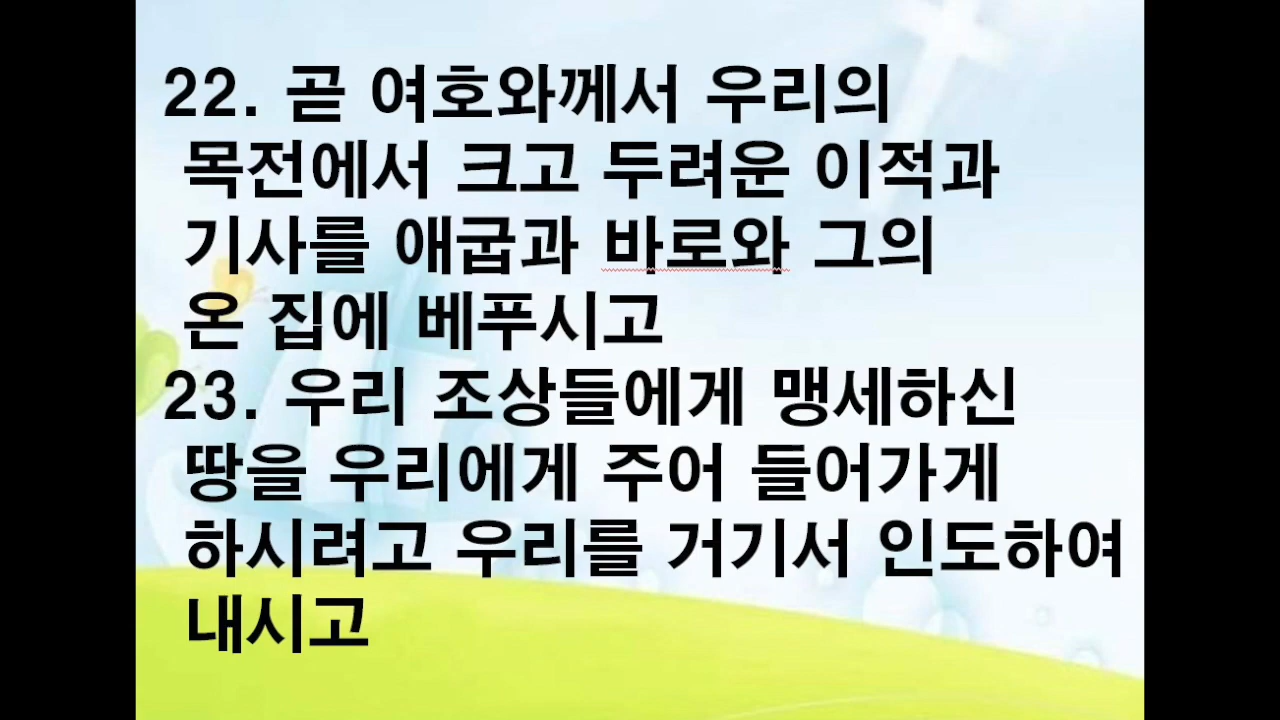 22. 곧 여호와께서 우리의
목전에서 크고 두려운 이적과
기사를 애굽과 바로와 그의
온 집에 베푸시고
23. 우리 조상들에게 맹세하신
땅을 우리에게 주어 들어가게
하시려고 우리를 거기서 인도하여
내시고